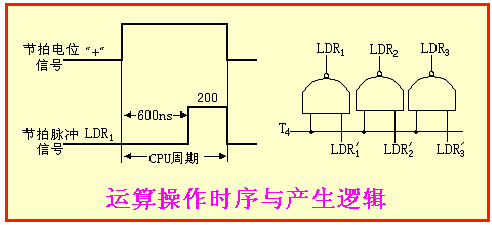 节拍电位 "+"
信号
600ns
200
节拍脉冲 LDR1
信号
CPU周期
LDR1 LDR2 LDR3
T4
LDR1′ LDR2′ LDR3′
运算操作时序与产生逻辑